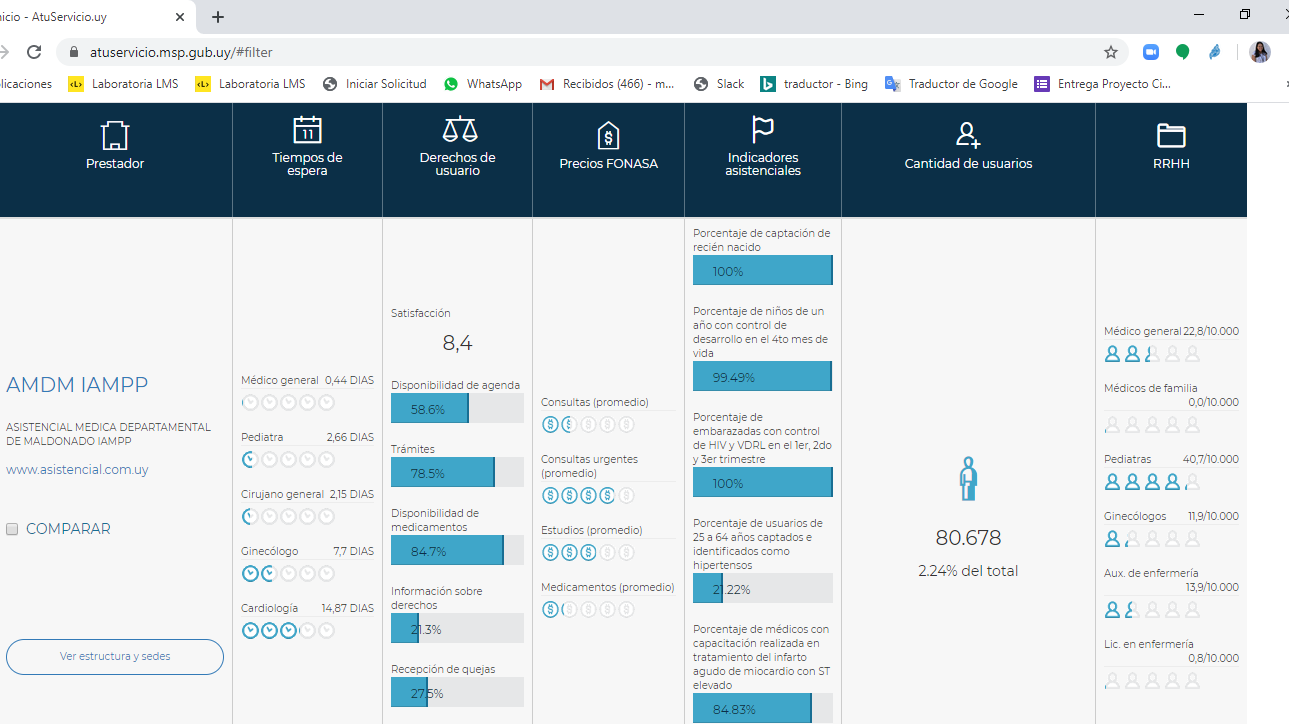 nicio - AtuServicio.uy
atuservicio.msp.gub.uy/#filter
plicaciones
Laboratoria LMS
Laboratoria LMS
Iniciar Solicitud
WhatsApp
Recibidos (466) - m...
Slack
traductor - Bing
Traductor de Google
Entrega Proyecto Ci...
Prestador
11
Tiempos de
espera
Derechos de
usuario
Precios FONASA
Indicadores
asistenciales
Cantidad de usuarios
RRHH
AMDM IAMPP
ASISTENCIAL MEDICA DEPARTAMENTAL
DE MALDONADO IAMPP
www.asistencial.com.uy
COMPARAR
Ver estructura y sedes
Médico general 0,44 DIAS
Pediatra 2,66 DIAS
Cirujano general 2,15 DIAS
Ginecólogo 7,7 DIAS
Cardiología 14,87 DIAS
Satisfacción
8,4
Disponibilidad de agenda
58.6%
Trámites
78.5%
Disponibilidad de
medicamentos
84.7%
Información sobre
derechos
21.3%
Recepción de quejas
27.5%
Consultas (promedio)
Consultas urgentes
(promedio)
Estudios (promedio)
Medicamentos (promedio)
Porcentaje de captación de
recién nacido
100%
Porcentaje de niños de un
año con control de
desarrollo en el 4to mes de
vida
99.49%
Porcentaje de
embarazadas con control
de HIV y VDRL en el 1er, 2do
y 3er trimestre
100%
Porcentaje de usuarios de
25 a 64 años captados e
identificados como
hipertensos
21.22%
Porcentaje de médicos con
capacitación realizada en
tratamiento del infarto
agudo de miocardio con ST
elevado
84.83%
80.678
2.24% del total
Médico general 22,8/10.000
Médicos de familia
0,0/10.000
Pediatras 40,7/10.000
Ginecólogos 11,9/10.000
Aux. de enfermería
13,9/10.000
Lic. en enfermería
0,8/10.000